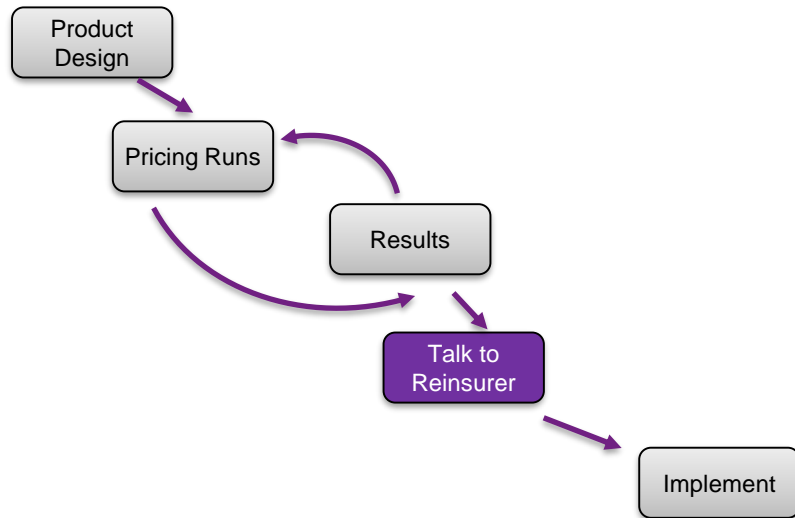 Product
Design
Pricing Runs
Results
Talk to
Reinsurer
Implement